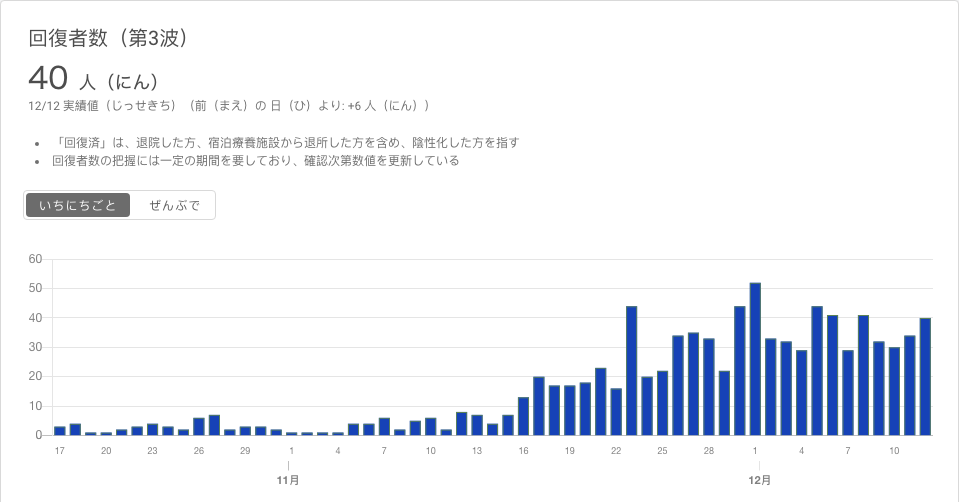 回復者数（第3波）
40 人（にん）
12/12 実績値（じっせきち）（前（まえ）の 日（ひ）より: +6 人（にん））
• 「回復済」は、退院した方、宿泊療養施設から退所した方を含め、陰性化した方を指す
• 回復者数の把握には一定の期間を要しており、確認次第数値を更新している
いちにちごと ぜんぶで
60
50
40
30
20
10
0
17 20 23 26 29 1 4 7 10 13 16 19 22 25 28 1 4 7 10
11月 12月